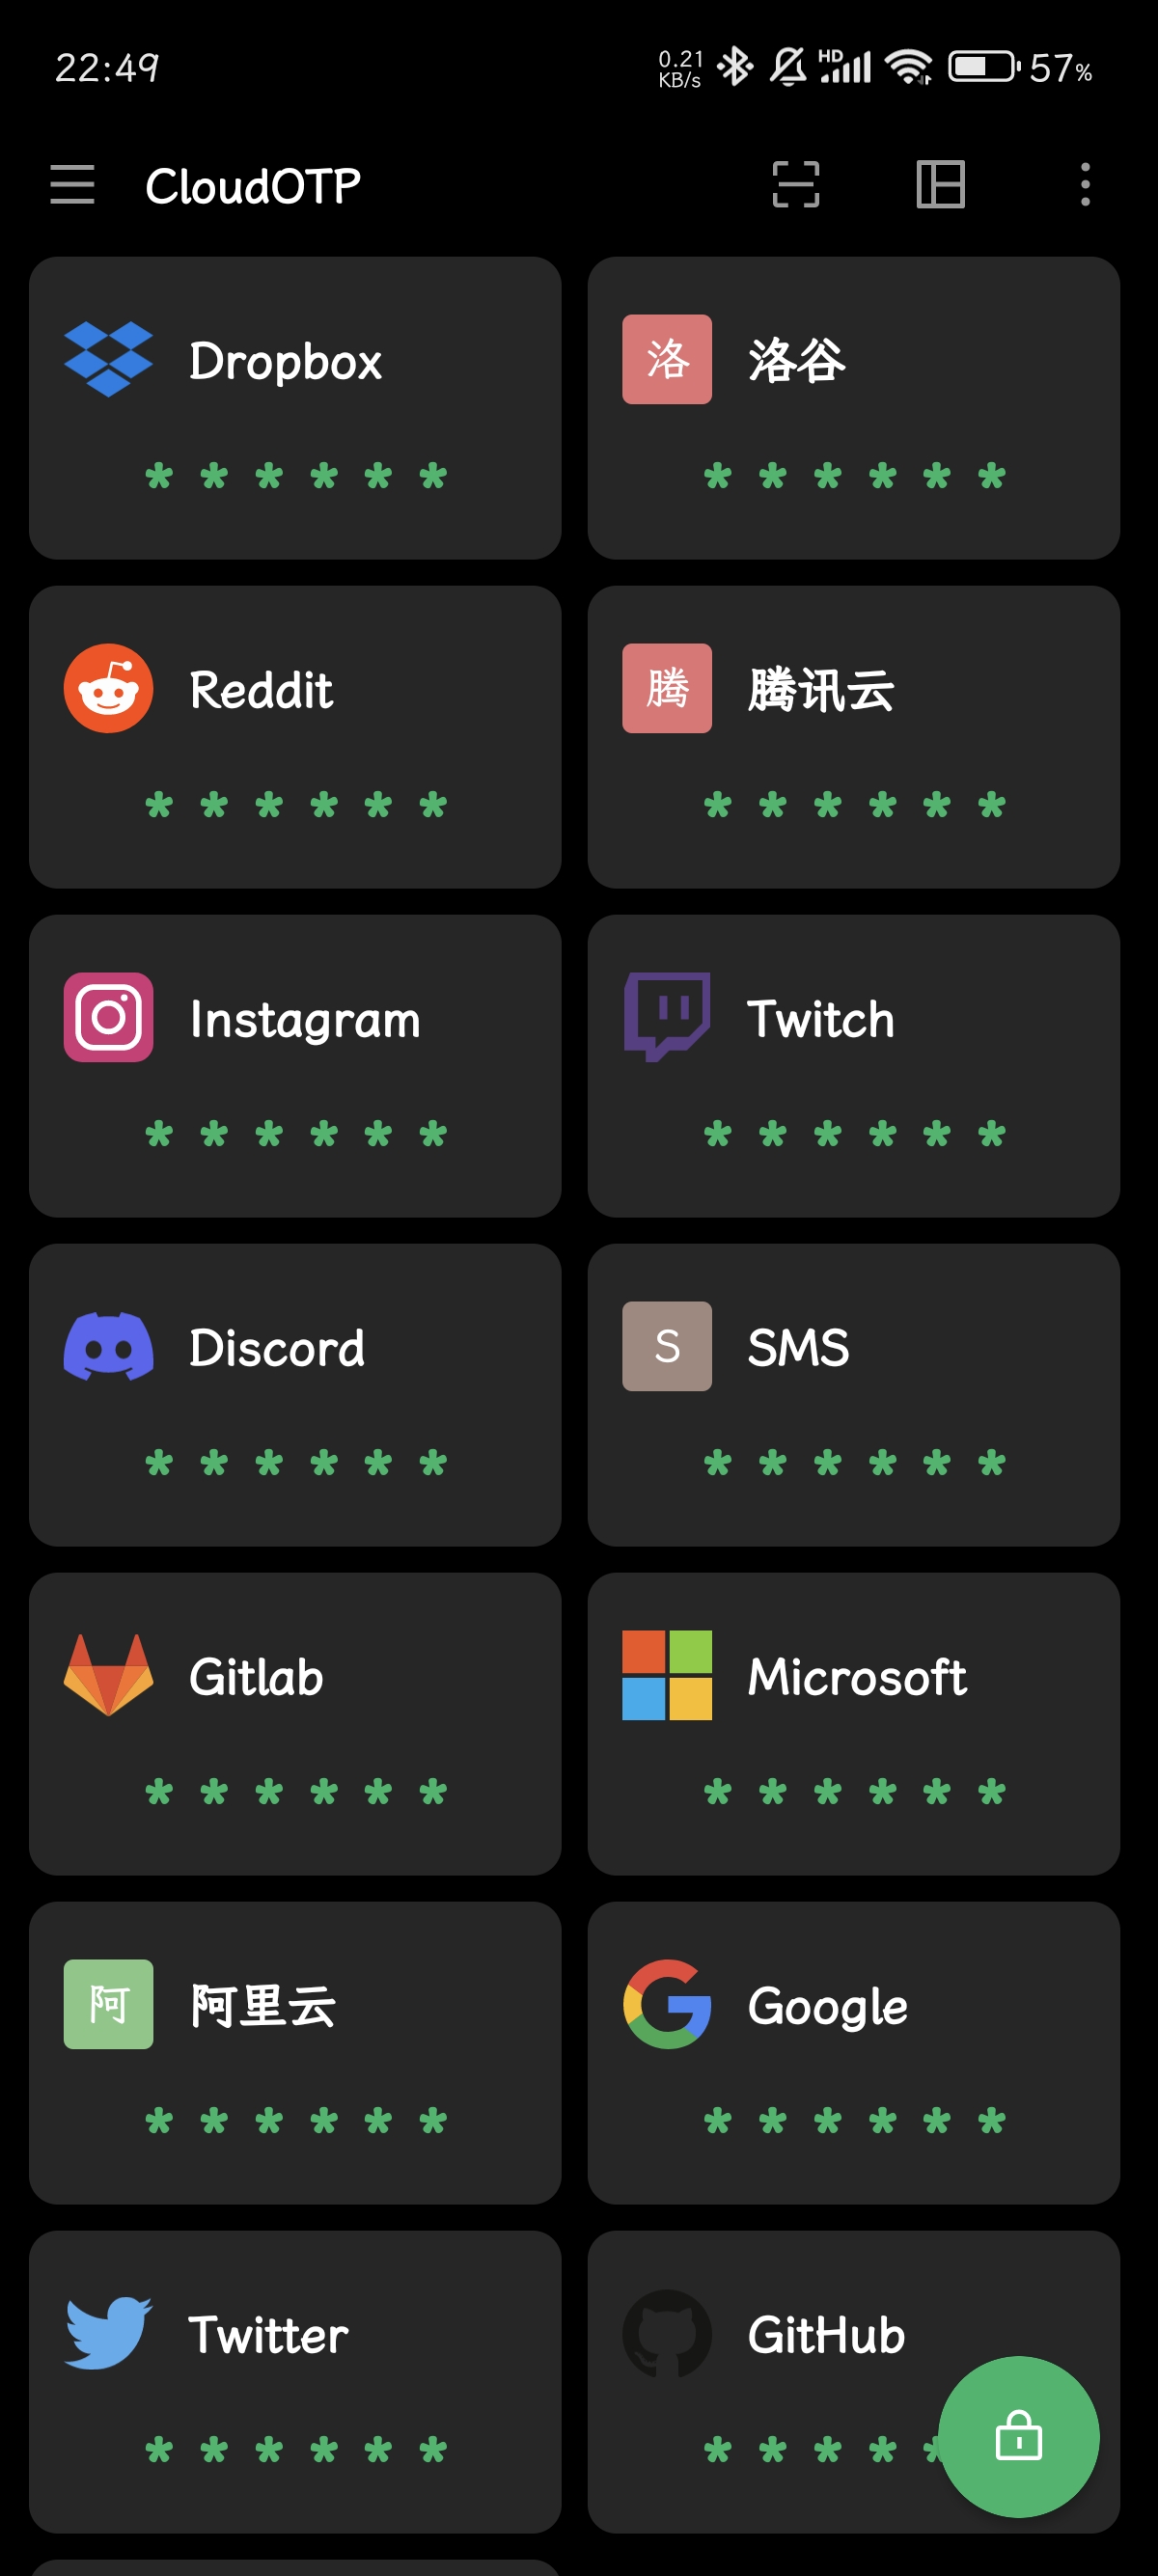 22:49
0.21
KB/s
HD
57%
CloudOTP
Dropbox
洛 洛谷
* * * * * *
* * * * * *
Reddit
腾 腾讯云
* * * * * *
* * * * * *
Instagram
Twitch
* * * * * *
* * * * * *
Discord
S SMS
* * * * * *
* * * * * *
Gitlab
Microsoft
* * * * * *
* * * * * *
阿 阿里云
Google
* * * * * *
* * * * * *
Twitter
GitHub
* * * * * *
* * * * *